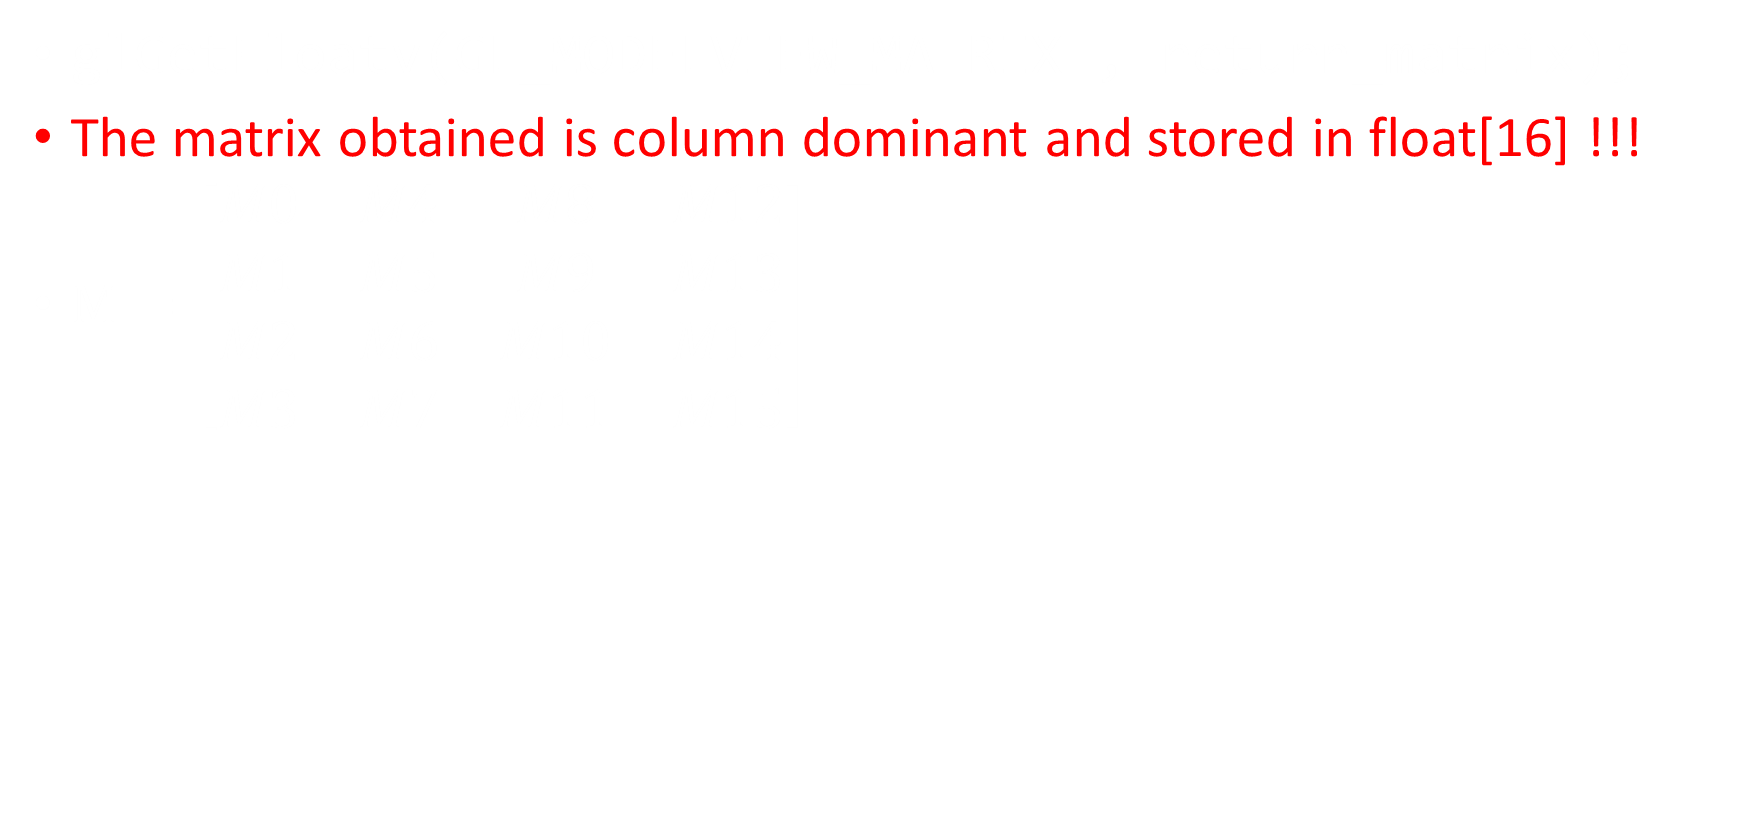 • The matrix obtained is column dominant and stored in float[16] !!!